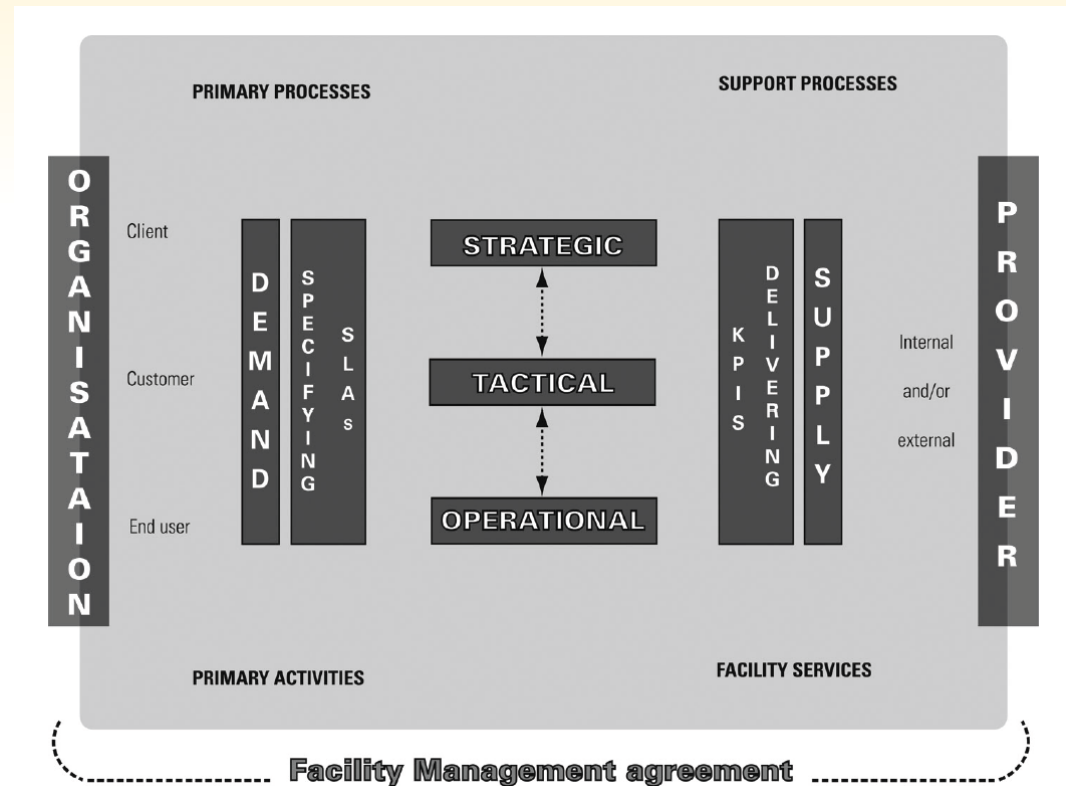 PRIMARY PROCESSES
SUPPORT PROCESSES
ORGANISATAION
Client
Customer
End user
DEMAND
SPECIFYING
SLAs
STRATEGIC
TACTICAL
OPERATIONAL
KPIS
DELIVERING
SUPPLY
Internal
and/or
external
PROVIDER
PRIMARY ACTIVITIES
FACILITY SERVICES
Facility Management agreement